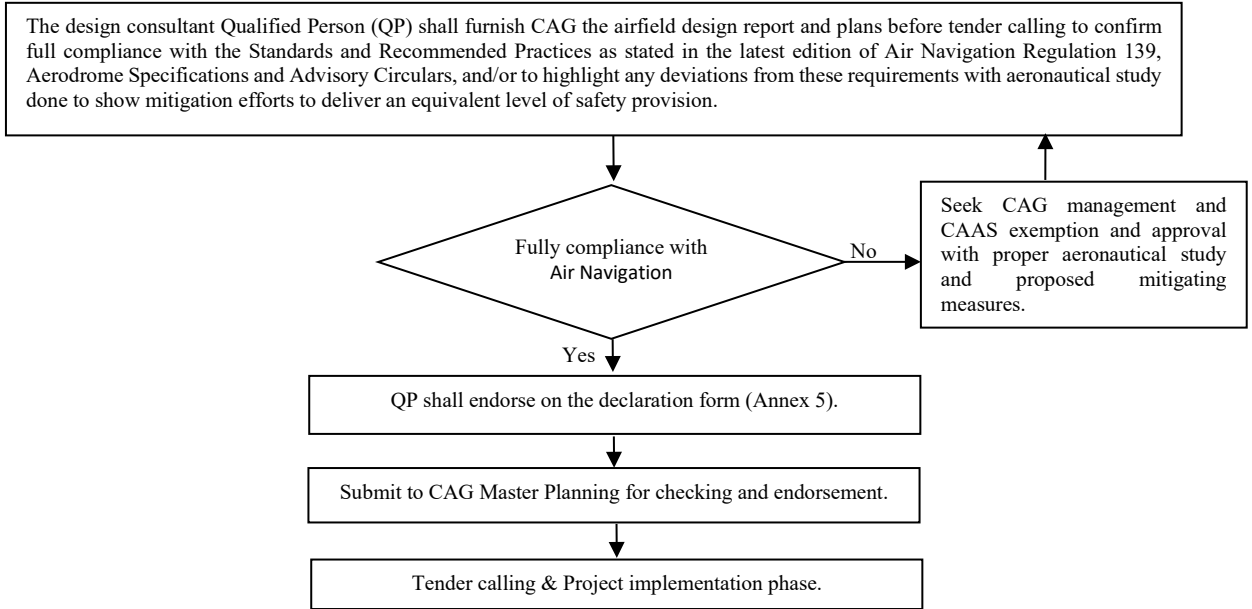 The design consultant Qualified Person (QP) shall furnish CAG the airfield design report and plans before tender calling to confirm
full compliance with the Standards and Recommended Practices as stated in the latest edition of Air Navigation Regulation 139,
Aerodrome Specifications and Advisory Circulars, and/or to highlight any deviations from these requirements with aeronautical study
done to show mitigation efforts to deliver an equivalent level of safety provision.
Fully compliance with
Air Navigation
No
Seek CAG management and
CAAS exemption and approval
with proper aeronautical study
and proposed mitigating
measures.
Yes
QP shall endorse on the declaration form (Annex 5).
Submit to CAG Master Planning for checking and endorsement.
Tender calling & Project implementation phase.